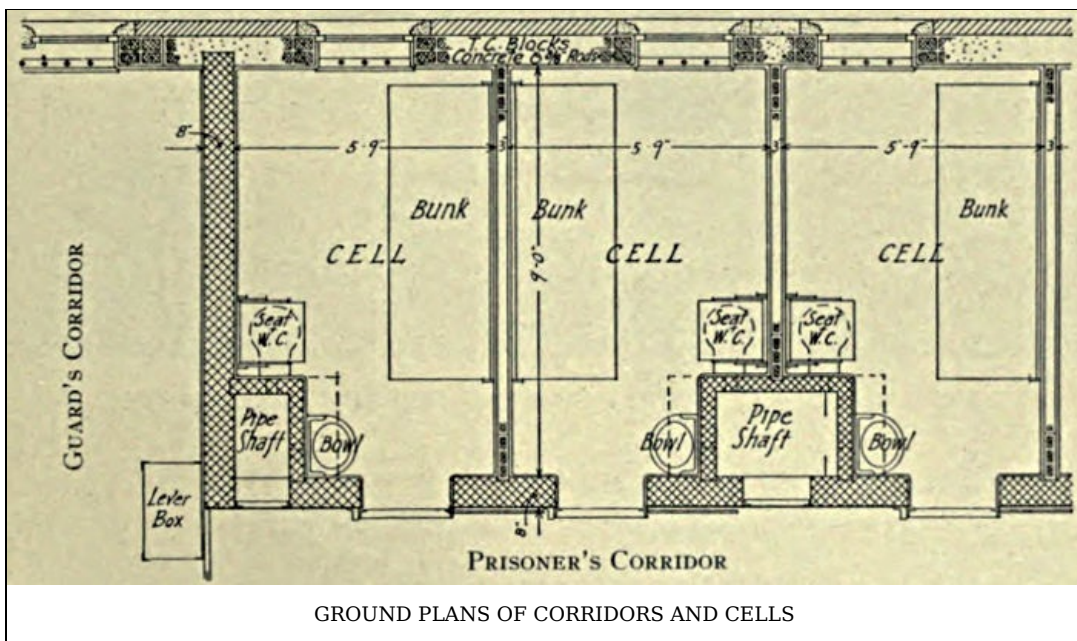 T.C. Blocks
Concrete & ¾ Rods
8"
5-9"
3"
5-9"
3
5-9"
3
Bunk
Bunk
Bunk
CELL
CELL
CELL
9-0"
GUARD'S CORRIDOR
Seat
W.C.
Seat
W.C.
Seat
W.C.
Pipe
Shaft
Bowl
Bowl
Pipe
Shaft
Bowl
Lever
Box
8"
PRISONER'S CORRIDOR
GROUND PLANS OF CORRIDORS AND CELLS